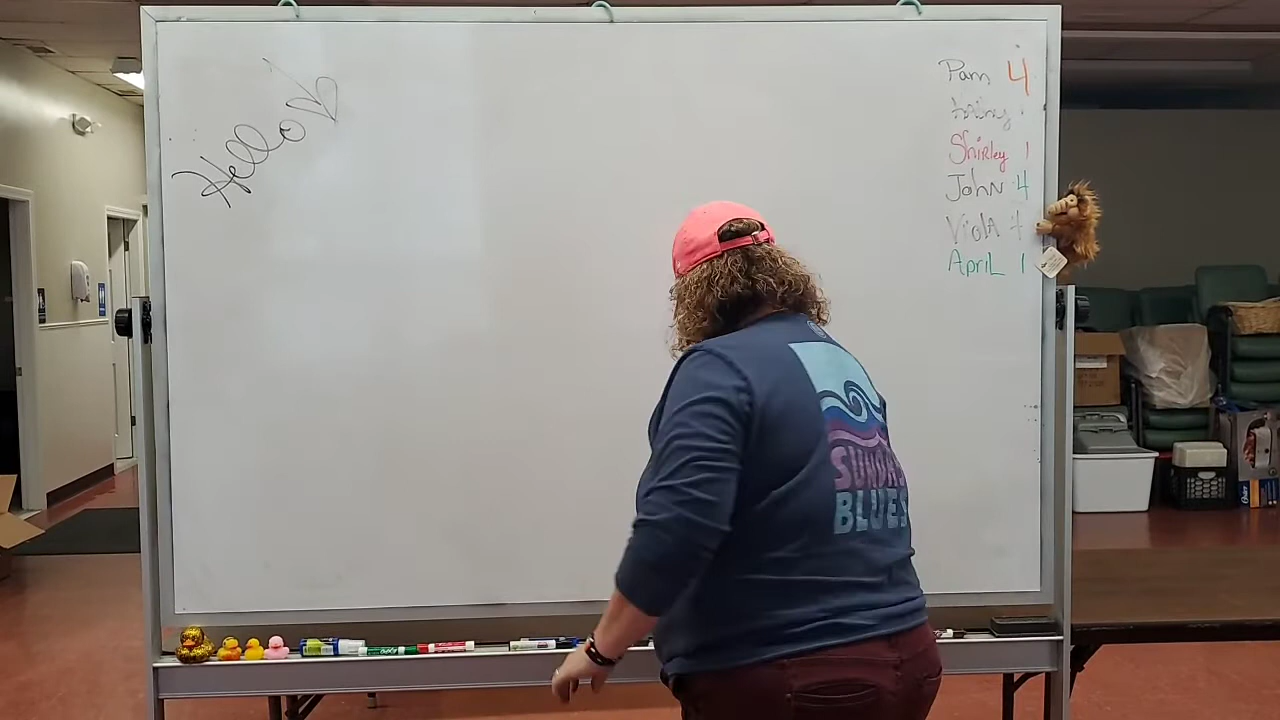 Hello
Pam 4
Shirley 1
John 4
Viola 4
April 1
SUNDAY
BLUES